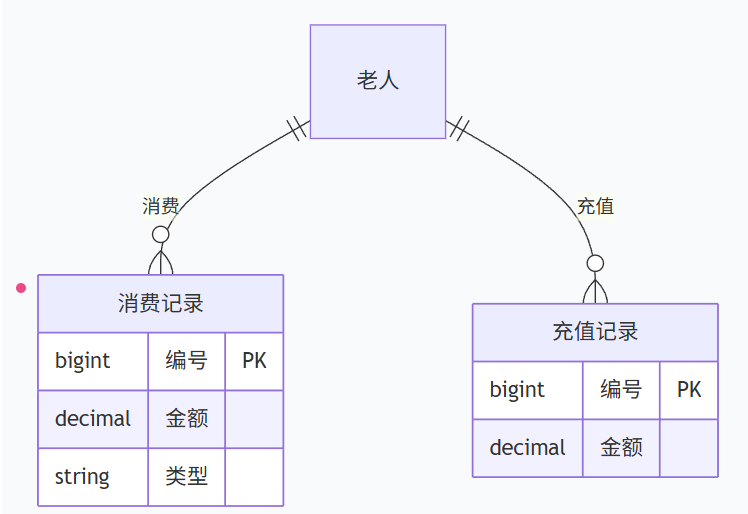 老人
消费
充值
消费记录
bigint 编号 PK
decimal 金额
string 类型
充值记录
bigint 编号 PK
decimal 金额